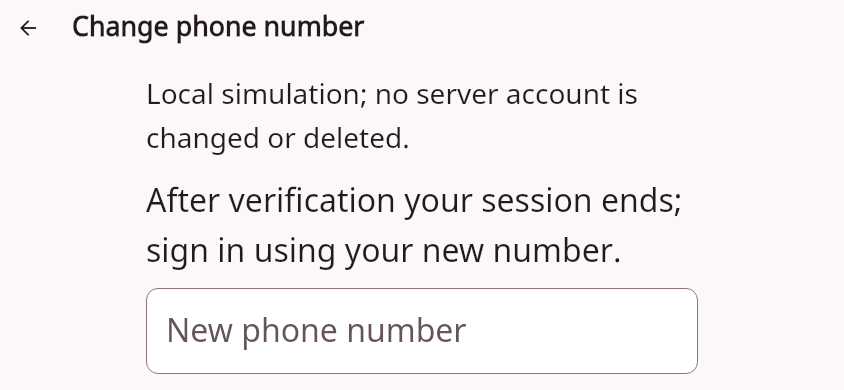 Change phone number
Local simulation; no server account is
changed or deleted.
After verification your session ends;
sign in using your new number.
New phone number